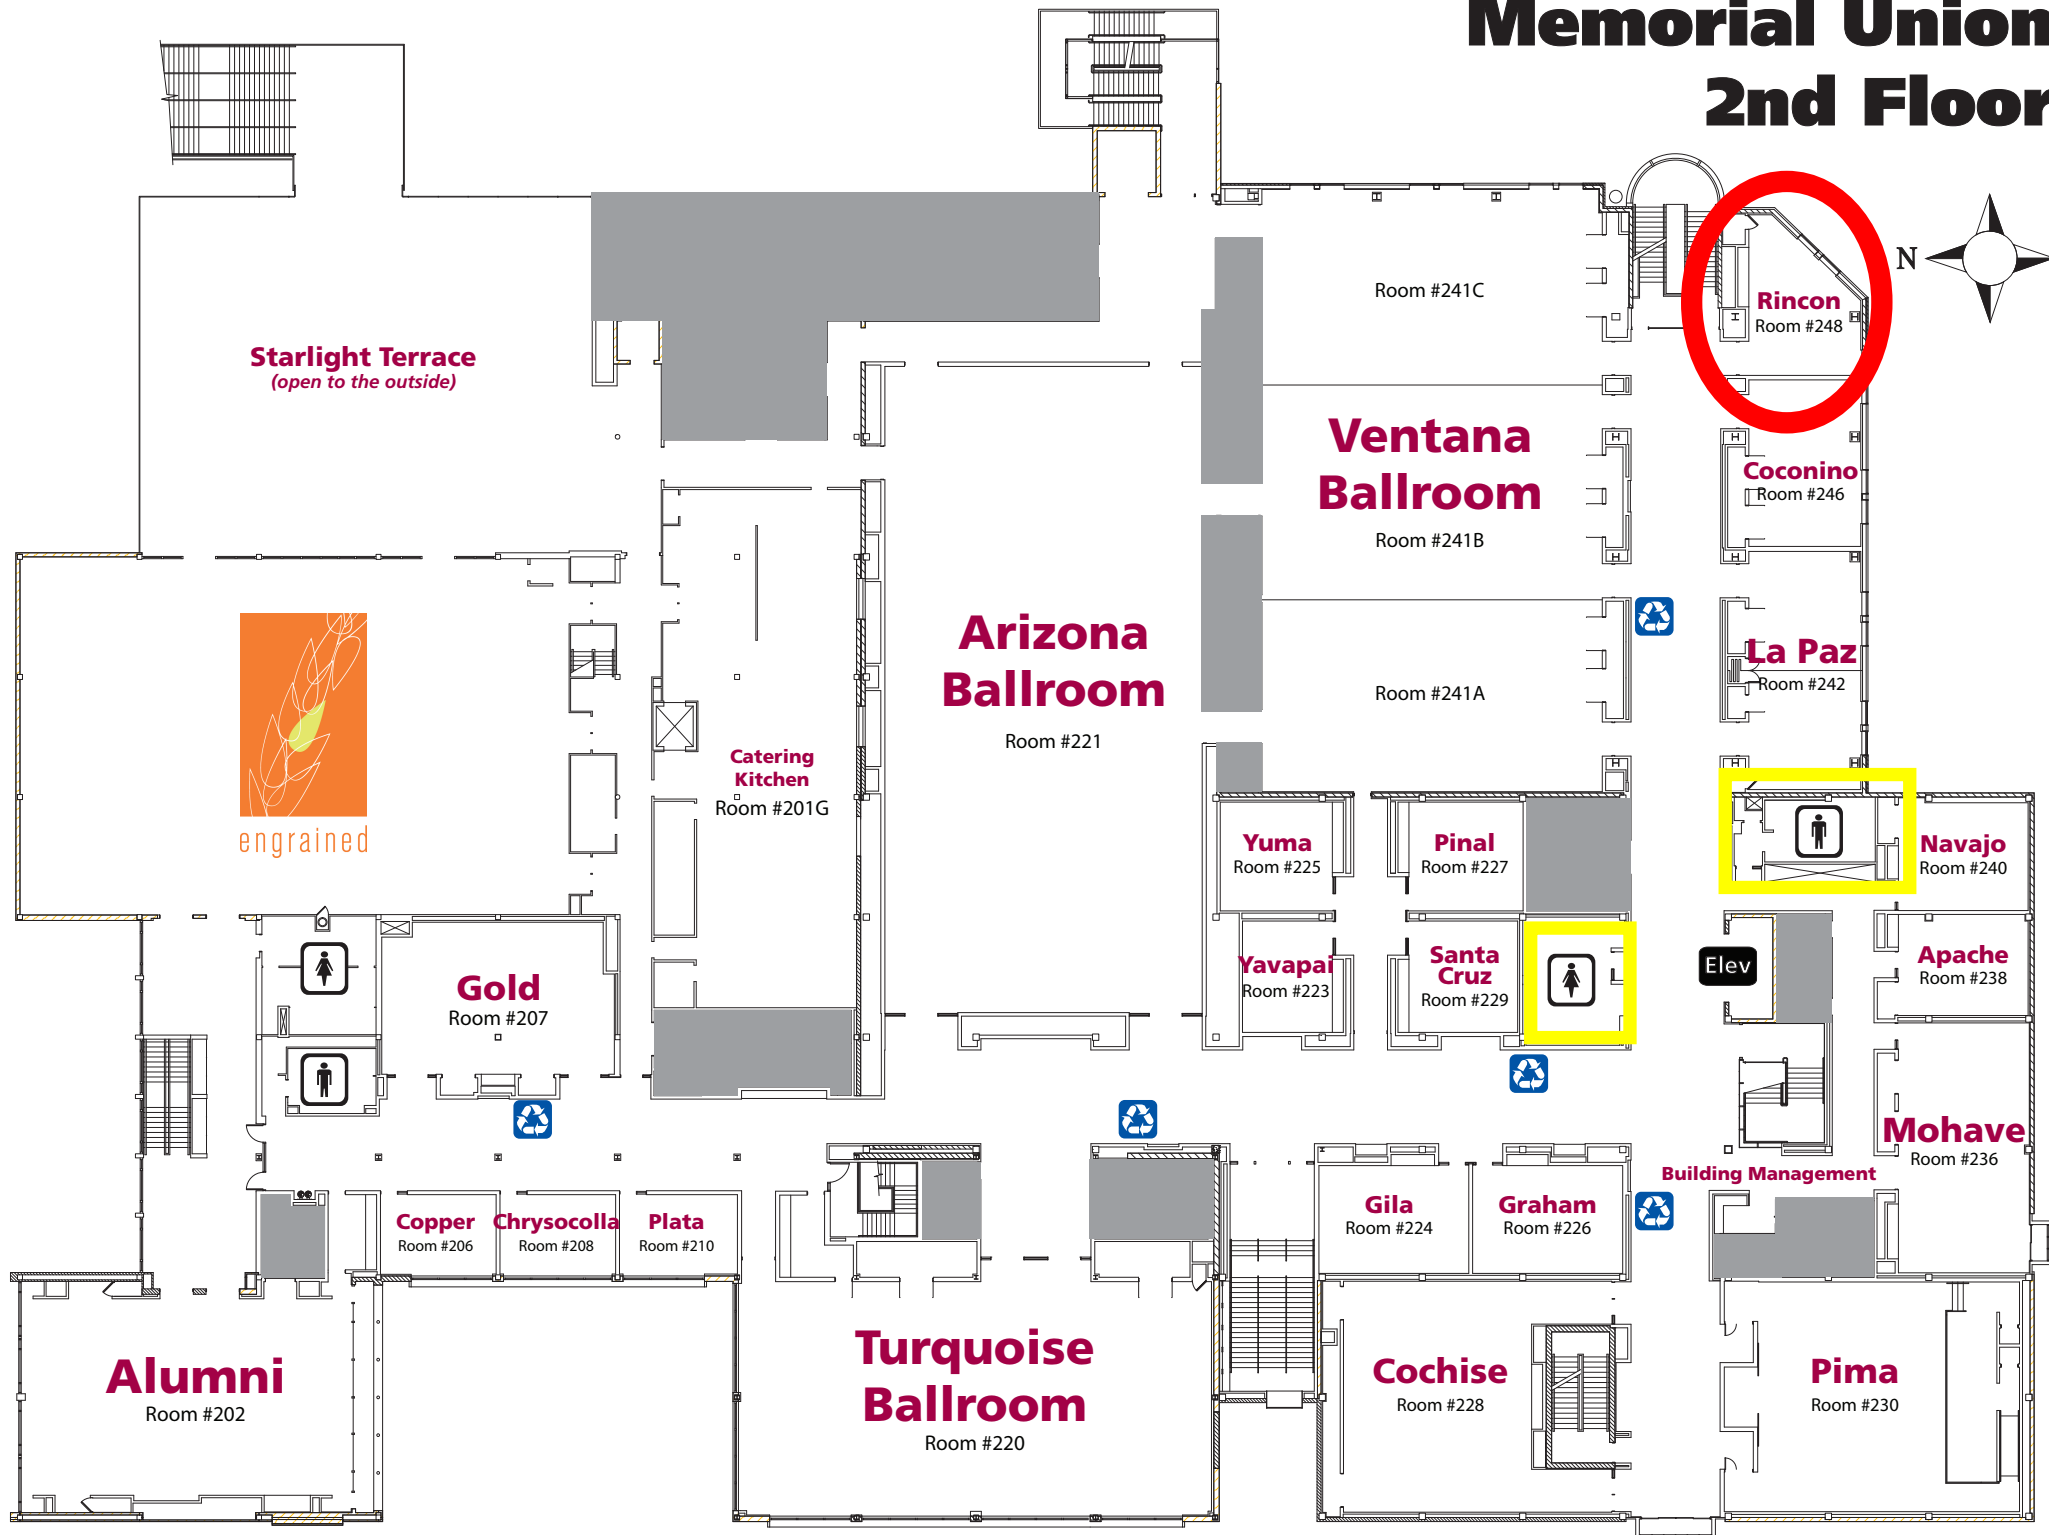 Memorial Union
2nd Floor
N
Room #241C
Rincon
Room #248
Starlight Terrace
(open to the outside)
Ventana
Ballroom
Room #241B
Coconino
Room #246
Arizona
Ballroom
Room #221
Room #241A
La Paz
Room #242
engrained
Catering
Kitchen
Room #201G
Yuma
Room #225
Pinal
Room #227
Navajo
Room #240
Gold
Room #207
Yavapai
Room #223
Santa
Cruz
Room #229
Elev
Apache
Room #238
Mohave
Room #236
Building Management
Copper
Room #206
Chrysocolla
Room #208
Plata
Room #210
Gila
Room #224
Graham
Room #226
Alumni
Room #202
Turquoise
Ballroom
Room #220
Cochise
Room #228
Pima
Room #230